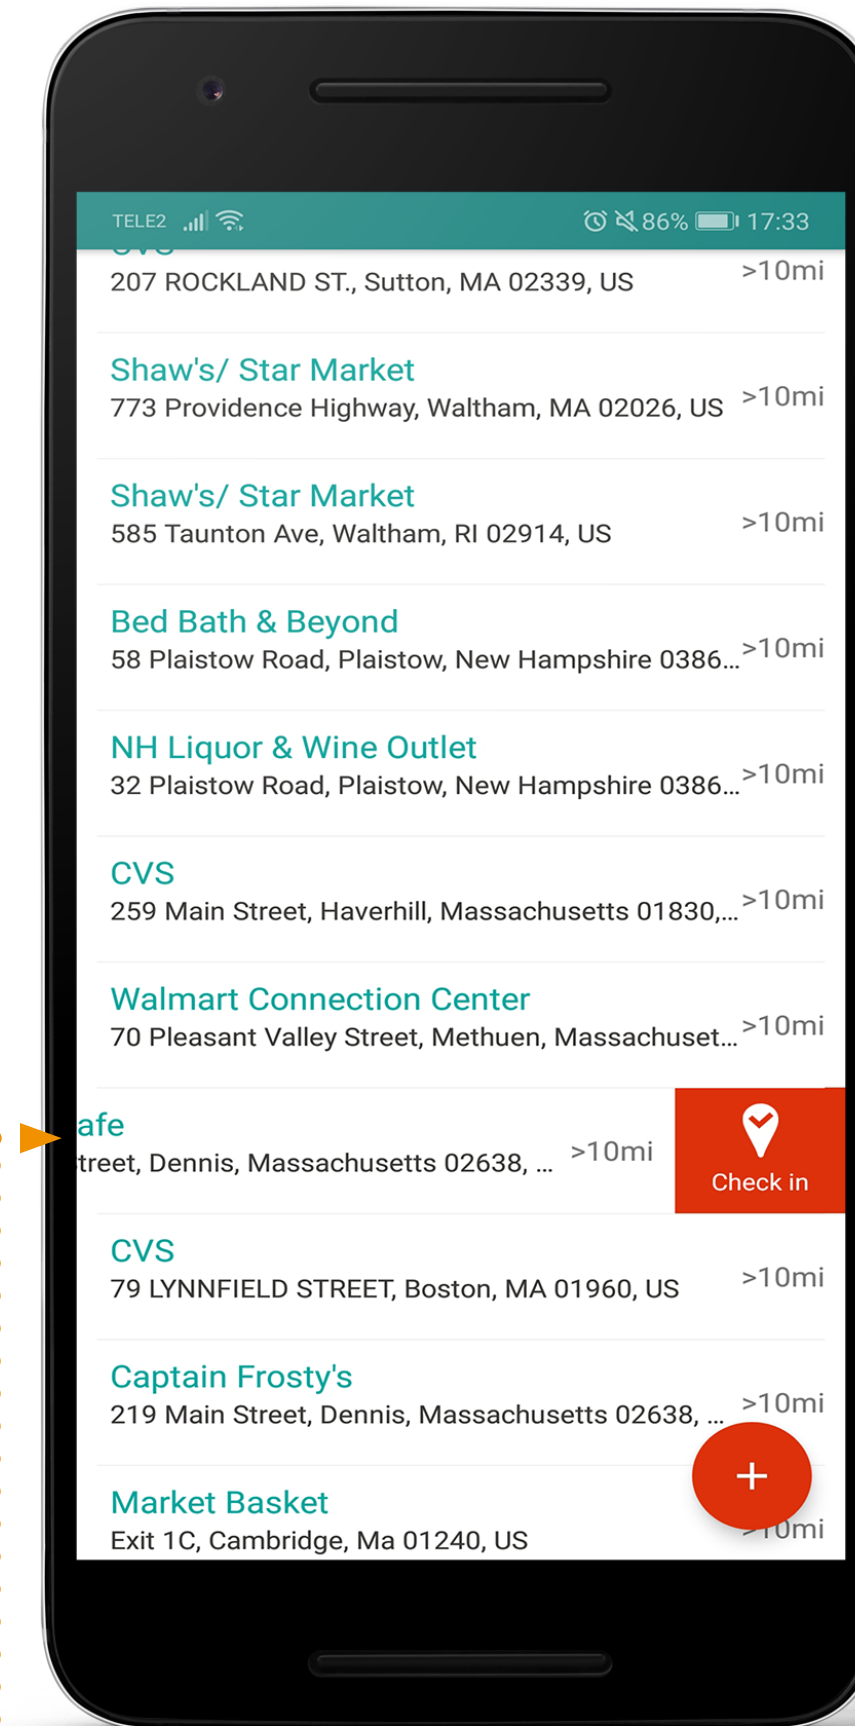 TELE2 86% 17:33
207 ROCKLAND ST., Sutton, MA 02339, US >10mi
Shaw's/ Star Market
773 Providence Highway, Waltham, MA 02026, US >10mi
Shaw's/ Star Market
585 Taunton Ave, Waltham, RI 02914, US >10mi
Bed Bath & Beyond
58 Plaistow Road, Plaistow, New Hampshire 0386... >10mi
NH Liquor & Wine Outlet
32 Plaistow Road, Plaistow, New Hampshire 0386... >10mi
CVS
259 Main Street, Haverhill, Massachusetts 01830,... >10mi
Walmart Connection Center
70 Pleasant Valley Street, Methuen, Massachuset... >10mi
afe
treet, Dennis, Massachusetts 02638, ... >10mi
Check in
CVS
79 LYNNFIELD STREET, Boston, MA 01960, US >10mi
Captain Frosty's
219 Main Street, Dennis, Massachusetts 02638, ... >10mi
Market Basket
Exit 1C, Cambridge, Ma 01240, US >10mi